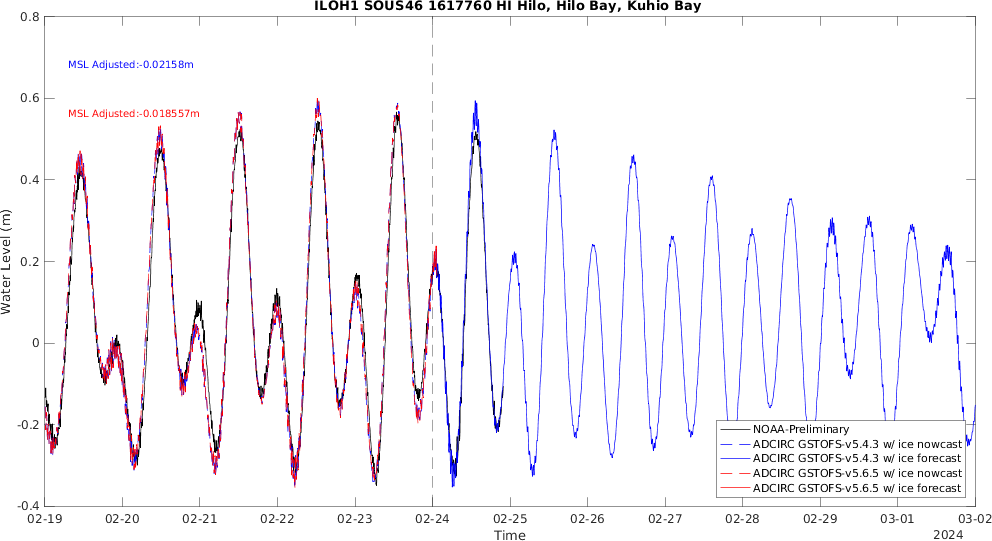 ILOH1 SOUS46 1617760 HI Hilo, Hilo Bay, Kuhio Bay
0.8
MSL Adjusted:-0.02158m
0.6
MSL Adjusted:-0.018557m
0.4
0.2
0
-0.2
-0.4
Water Level (m)
NOAA-Preliminary
ADCIRC GSTOFS-v5.4.3 w/ ice nowcast
ADCIRC GSTOFS-v5.4.3 w/ ice forecast
ADCIRC GSTOFS-v5.6.5 w/ ice nowcast
ADCIRC GSTOFS-v5.6.5 w/ ice forecast
02-19 02-20 02-21 02-22 02-23 02-24 02-25 02-26 02-27 02-28 02-29 03-01 03-02
Time
2024